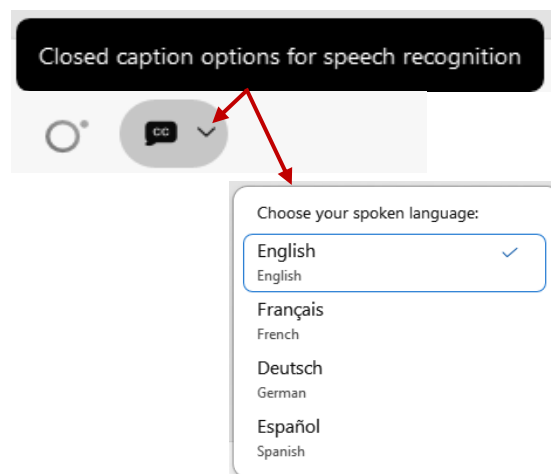 Closed caption options for speech recognition
CC
Choose your spoken language:
English
English
Français
French
Deutsch
German
Español
Spanish